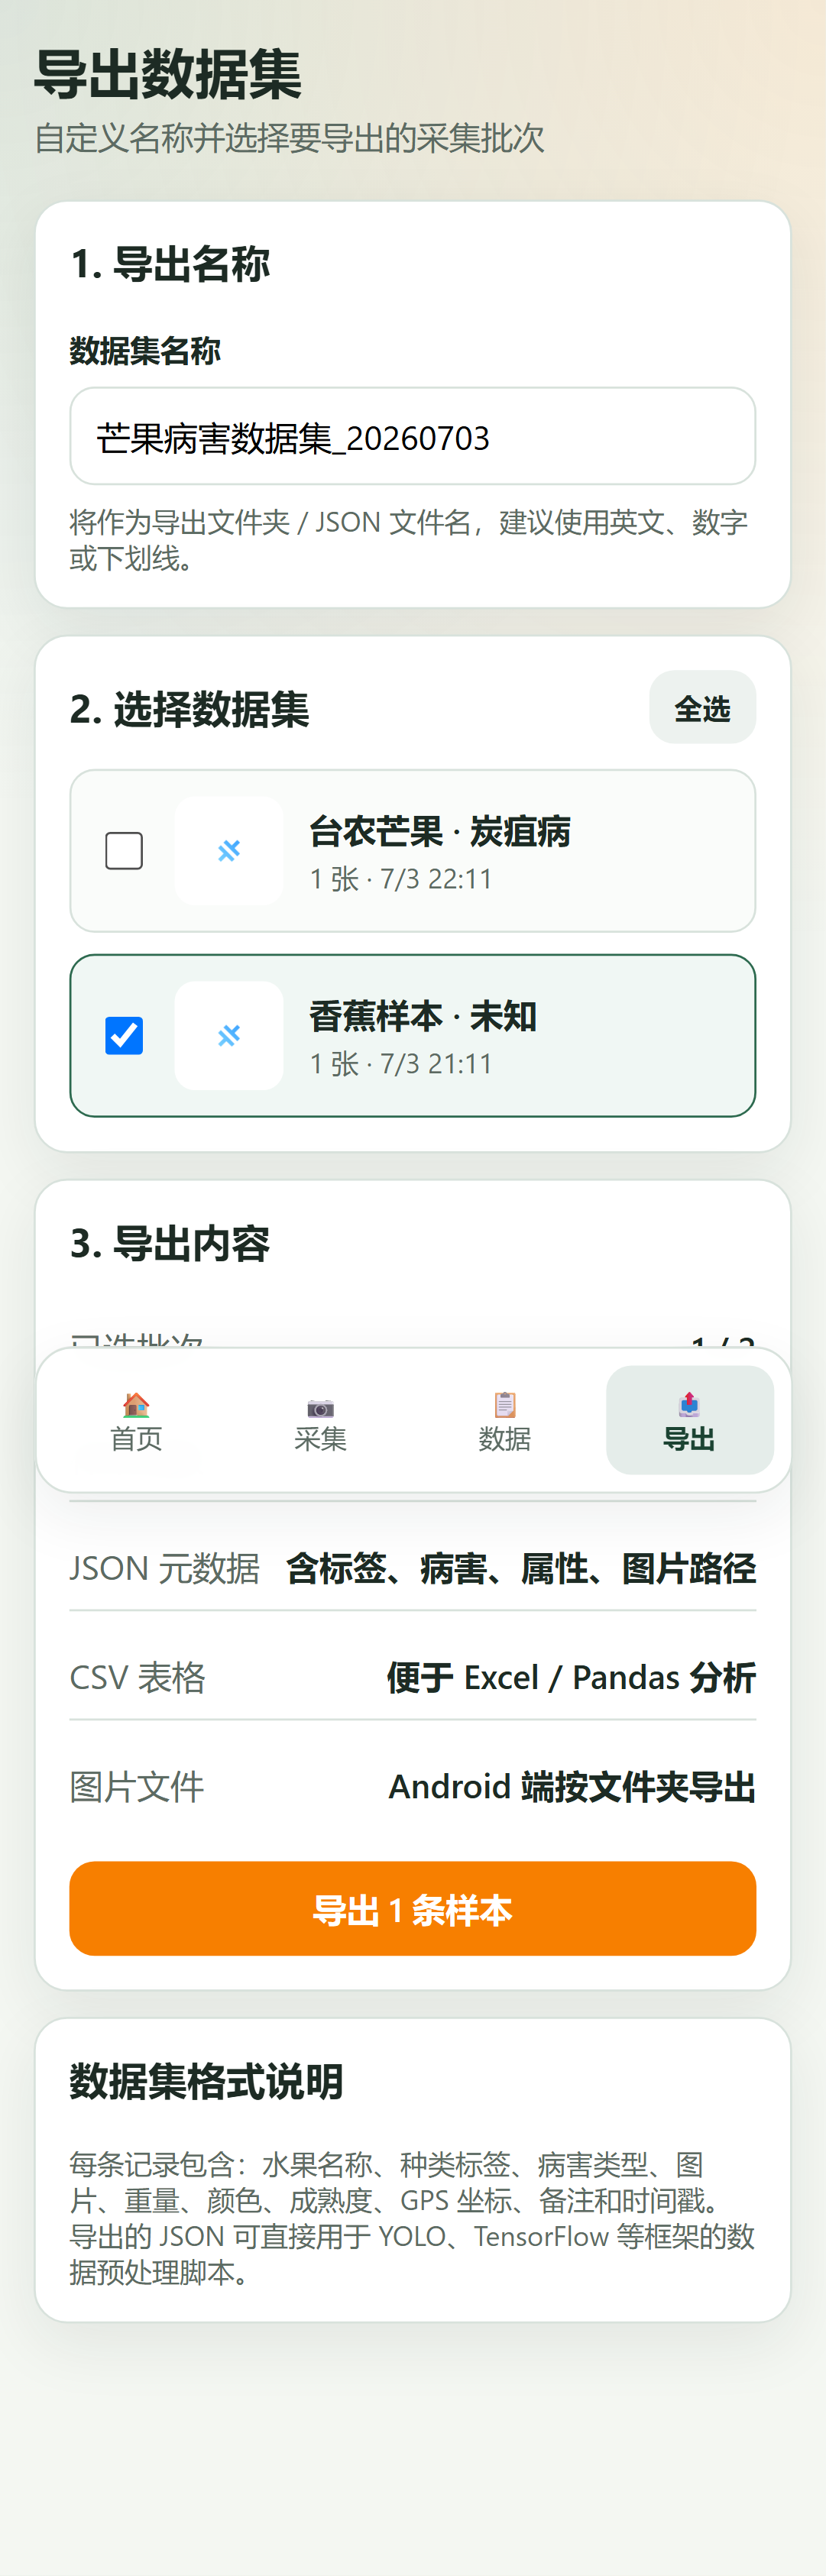 导出数据集
自定义名称并选择要导出的采集批次
1. 导出名称
数据集名称
芒果病害数据集_20260703
将作为导出文件夹 / JSON 文件名，建议使用英文、数字
或下划线。
2. 选择数据集
全选
台农芒果 · 炭疽病
1 张 · 7/3 22:11
香蕉样本 · 未知
1 张 · 7/3 21:11
3. 导出内容
已选批次 1 / 2
首页
采集
数据
导出
JSON 元数据 含标签、病害、属性、图片路径
CSV 表格 便于 Excel / Pandas 分析
图片文件 Android 端按文件夹导出
导出 1 条样本
数据集格式说明
每条记录包含：水果名称、种类标签、病害类型、图
片、重量、颜色、成熟度、GPS 坐标、备注和时间戳。
导出的 JSON 可直接用于 YOLO、TensorFlow 等框架的数
据预处理脚本。